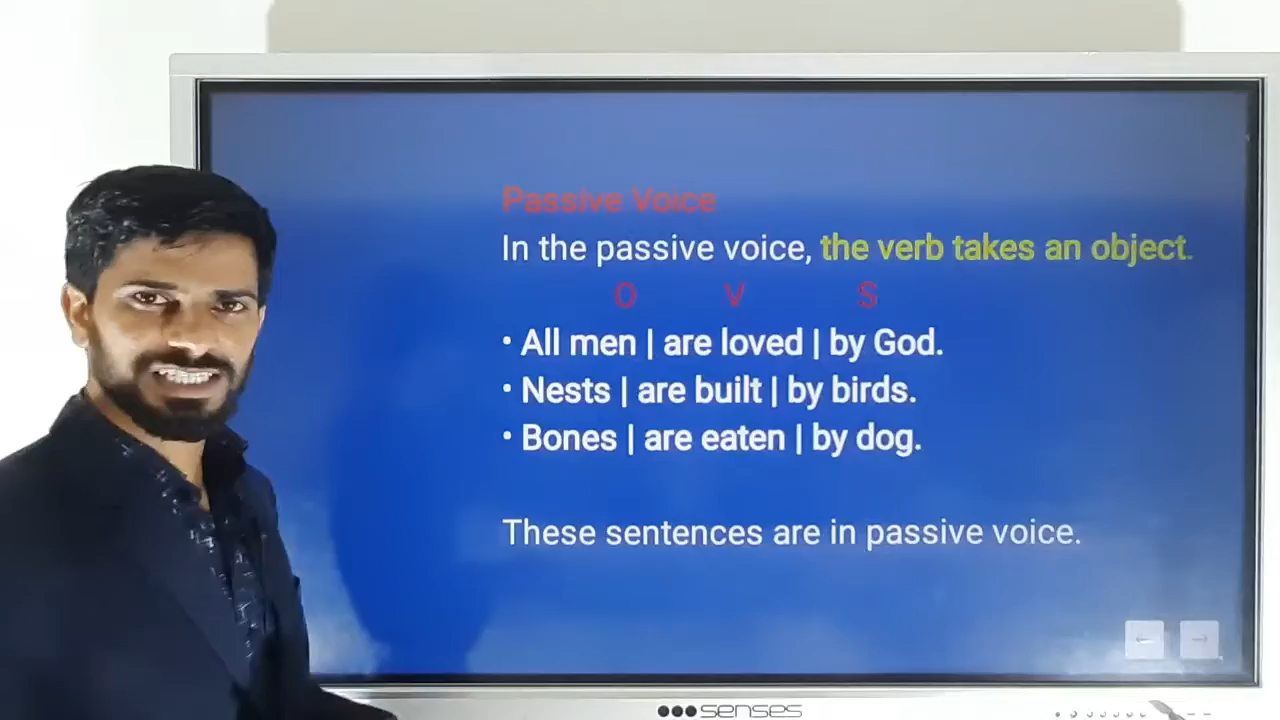 Passive Voice
In the passive voice, the verb takes an object.
O V S
• All men | are loved | by God.
• Nests | are built | by birds.
• Bones | are eaten | by dog.
These sentences are in passive voice.
senses